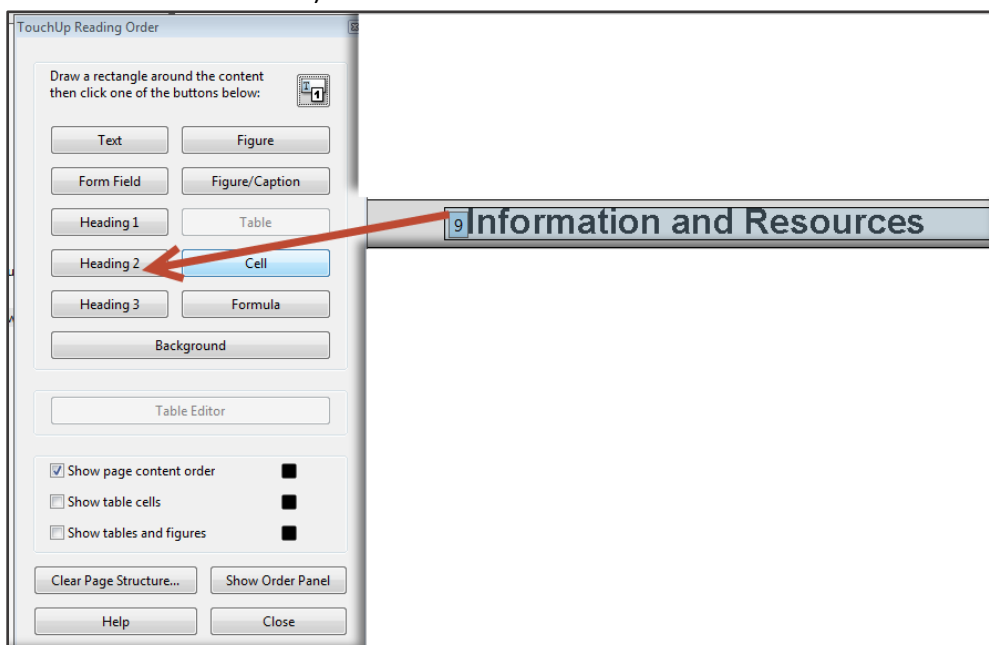 TouchUp Reading Order
Draw a rectangle around the content
then click one of the buttons below:
1
Text
Figure
Form Field
Figure/Caption
Heading 1
Table
Heading 2
Cell
Heading 3
Formula
Background
Table Editor
Show page content order
Show table cells
Show tables and figures
Clear Page Structure...
Show Order Panel
Help
Close
9 Information and Resources